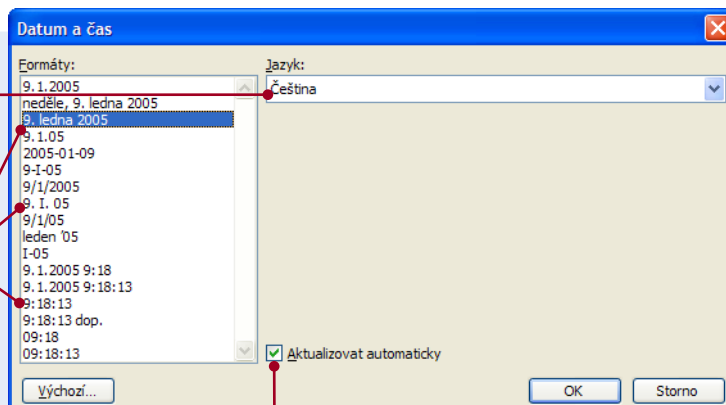 Datum a čas
Formáty:
9.1.2005
neděle, 9. ledna 2005
9. ledna 2005
9.1.05
2005-01-09
9-I-05
9/1/2005
9. I. 05
9/1/05
leden '05
I-05
9.1.2005 9:18
9.1.2005 9:18:13
9:18:13
9:18:13 dop.
09:18
09:18:13
Jazyk:
Čeština
Aktualizovat automaticky
Výchozí...
OK
Storno